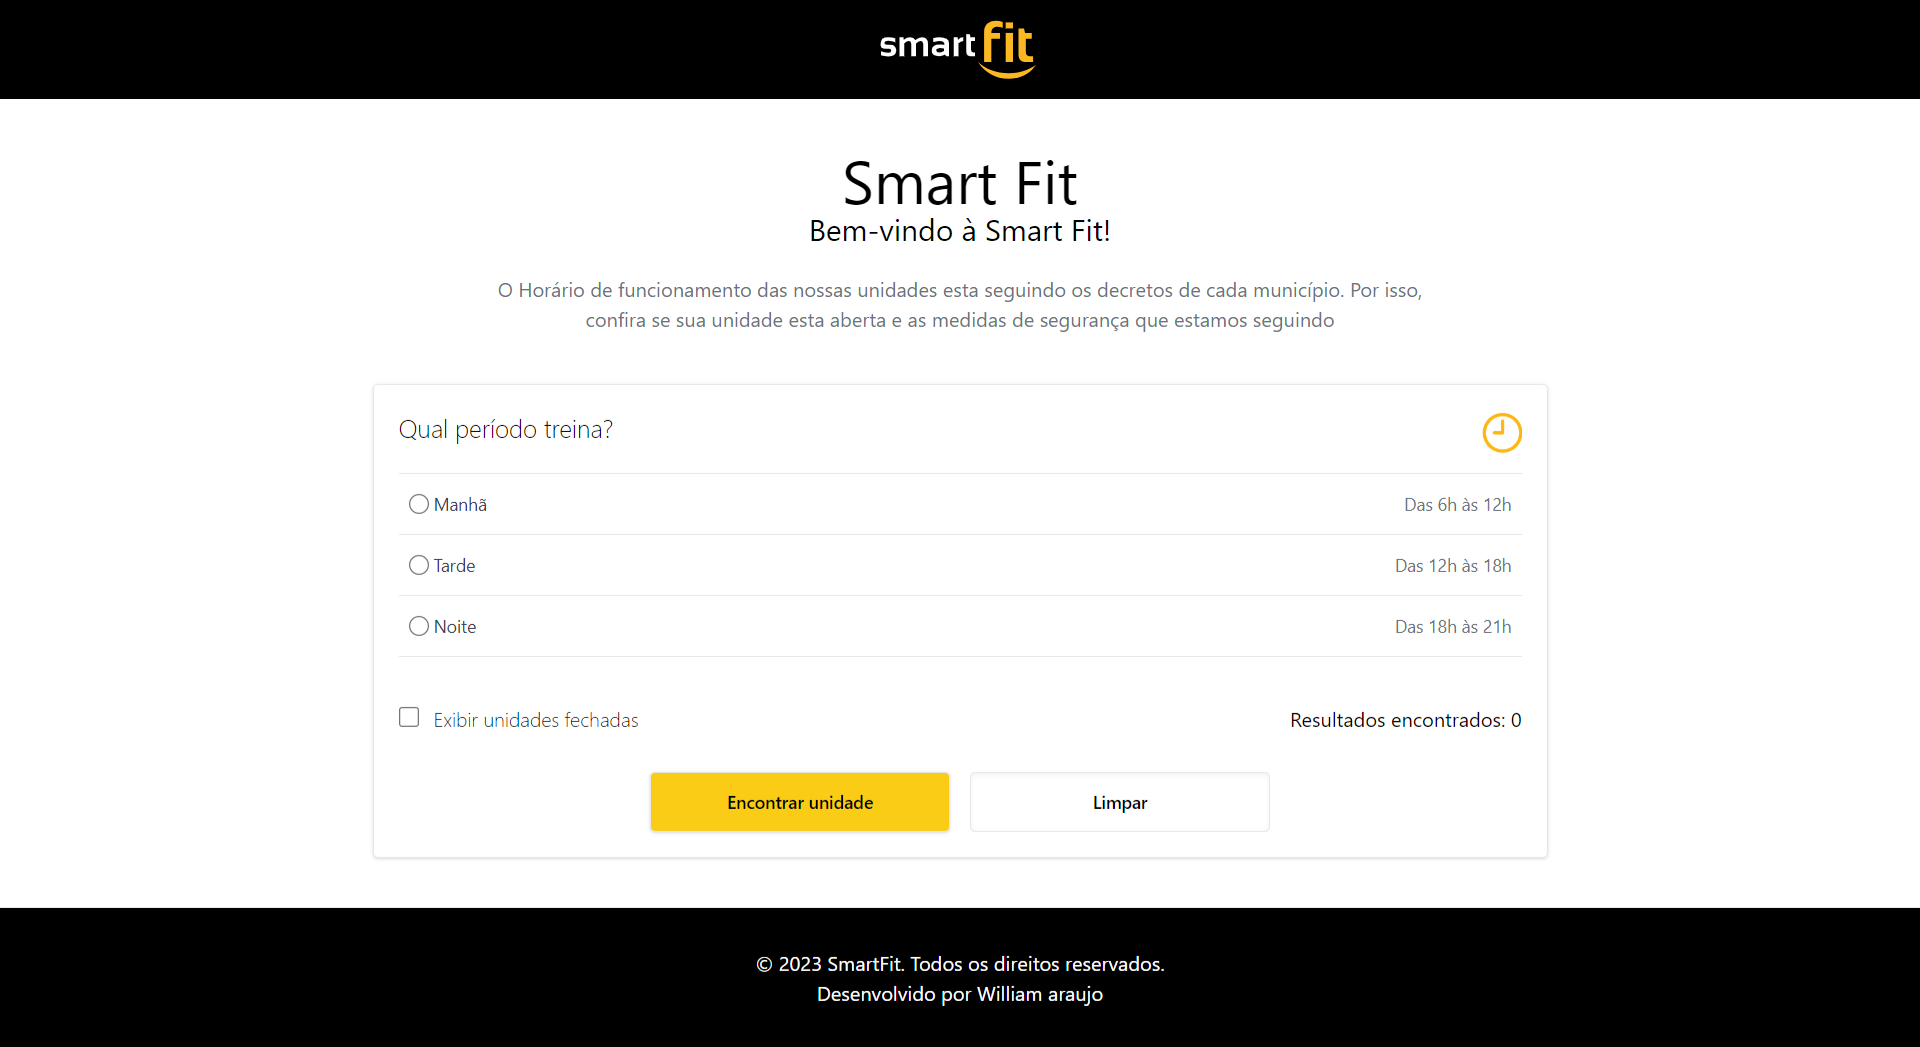 smart fit
Smart Fit
Bem-vindo à Smart Fit!
O Horário de funcionamento das nossas unidades esta seguindo os decretos de cada município. Por isso,
confira se sua unidade esta aberta e as medidas de segurança que estamos seguindo
Qual período treina?
Manhã Das 6h às 12h
Tarde Das 12h às 18h
Noite Das 18h às 21h
Exibir unidades fechadas Resultados encontrados: 0
Encontrar unidade Limpar
© 2023 SmartFit. Todos os direitos reservados.
Desenvolvido por William araujo